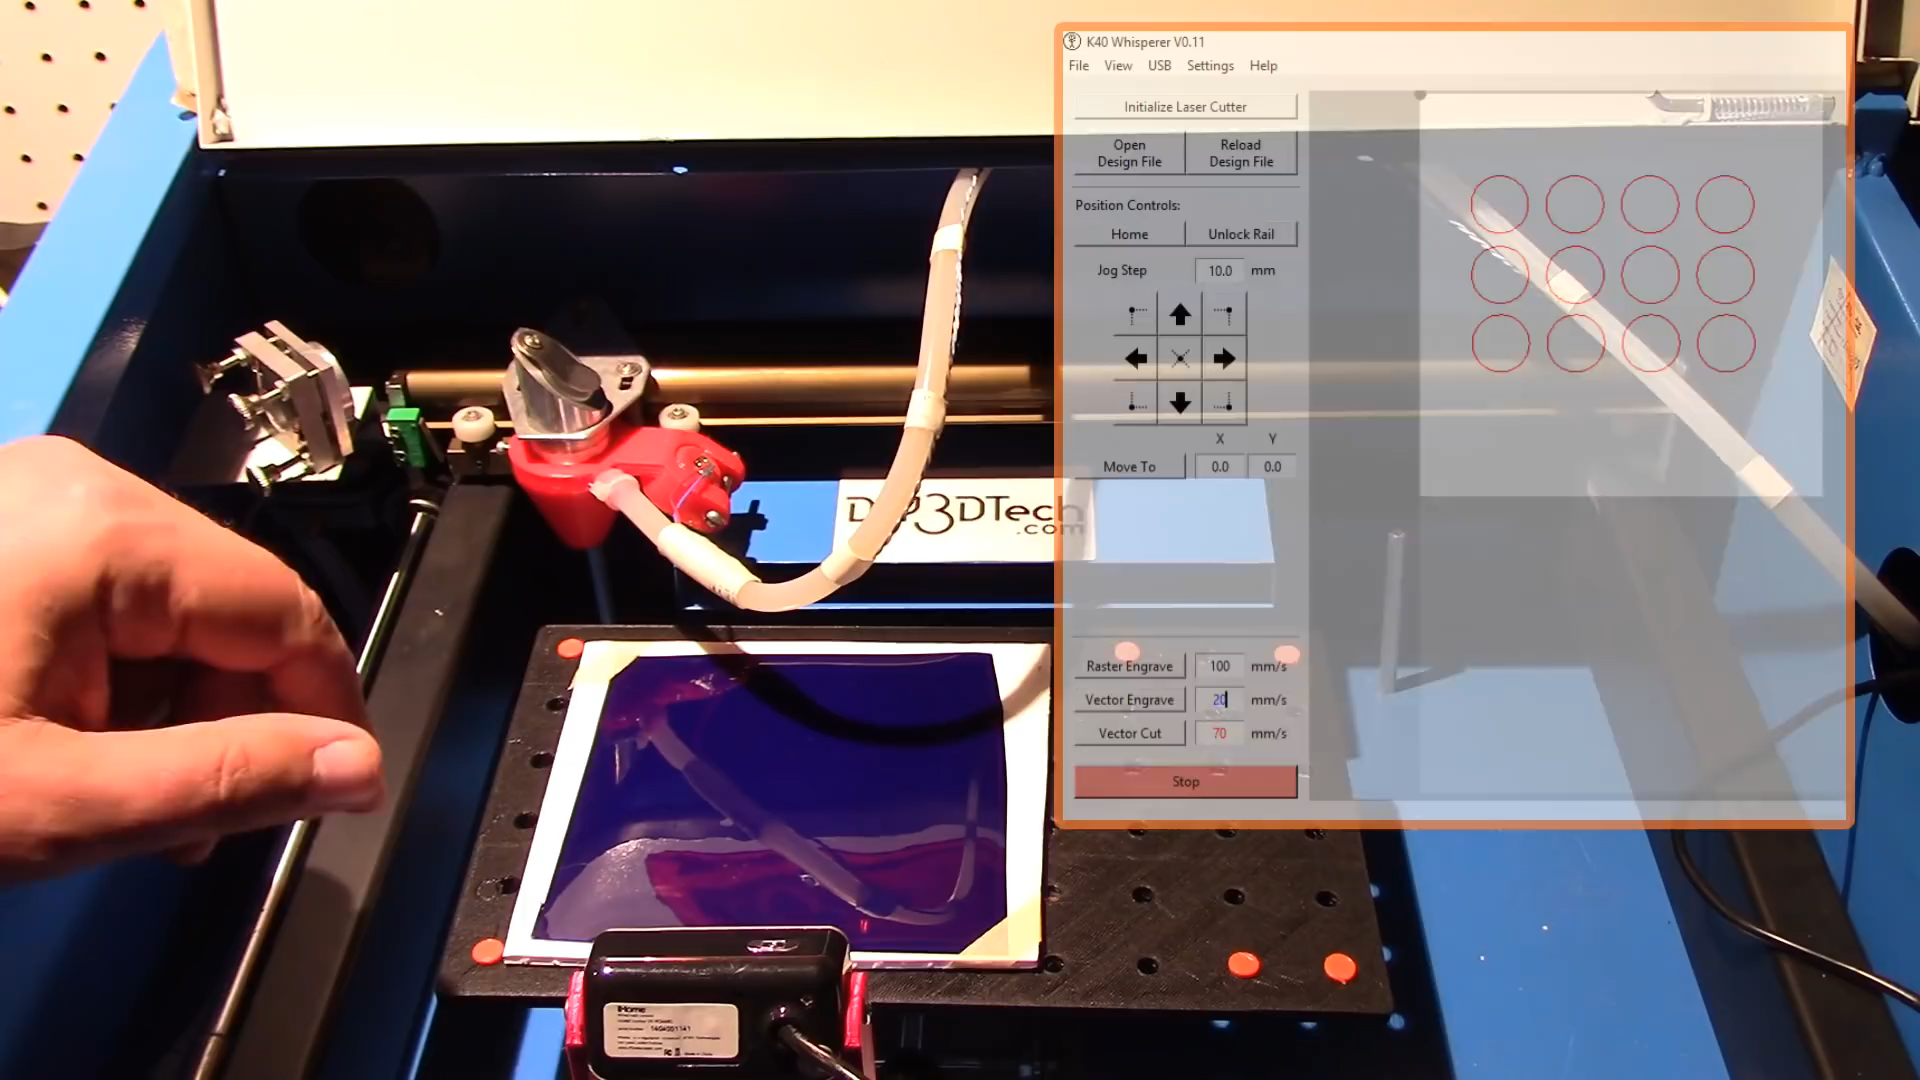 K40 Whisperer V0.11
File View USB Settings Help
Initialize Laser Cutter
Open Design File
Reload Design File
Position Controls:
Home
Unlock Rail
Jog Step 10.0 mm
X Y
Move To 0.0 0.0
DIY3DTech
.com
Raster Engrave 100 mm/s
Vector Engrave 20 mm/s
Vector Cut 70 mm/s
Stop
iHome